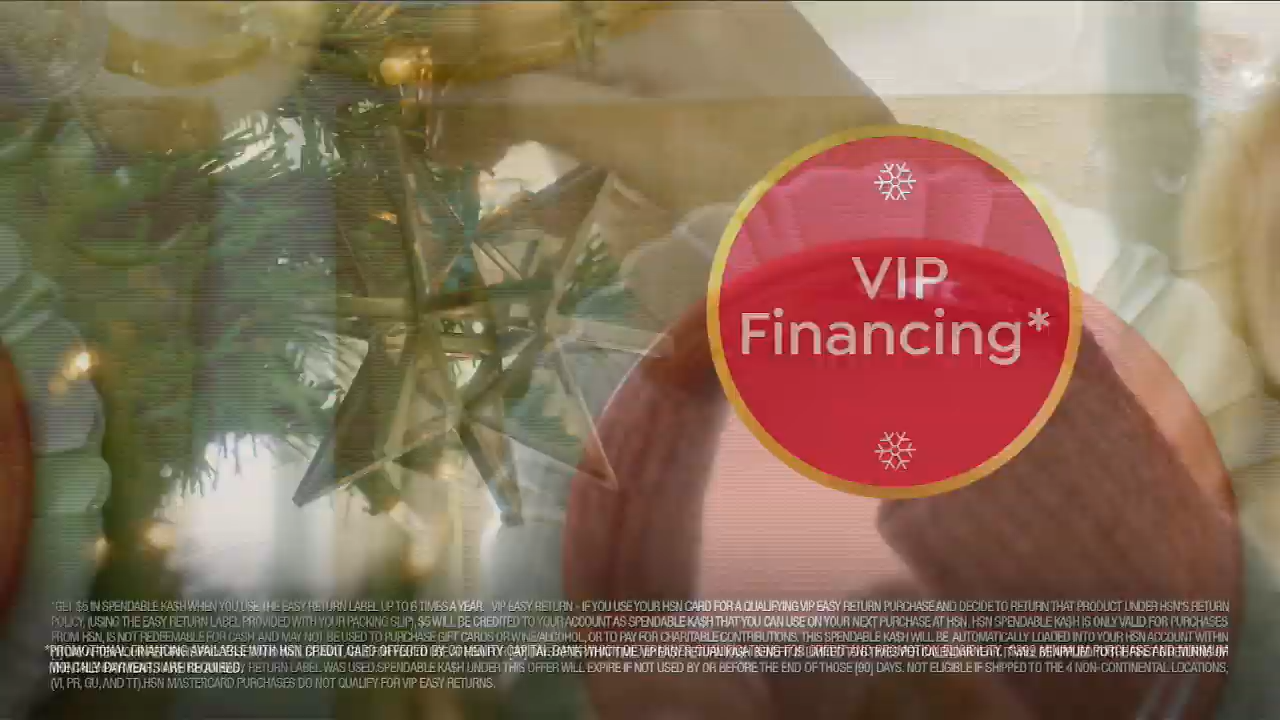 VIP
Financing*
*GET $5 IN SPENDABLE KA$H WHEN YOU USE THE EASY RETURN LABEL UP TO 6 TIMES A YEAR. VIP EASY RETURN - IF YOU USE YOUR HSN CARD FOR A QUALIFYING VIP EASY RETURN PURCHASE AND DECIDE TO RETURN THAT PRODUCT UNDER HSN'S RETURN
POLICY, (USING THE EASY RETURN LABEL PROVIDED WITH YOUR PACKING SLIP), $5 WILL BE CREDITED TO YOUR ACCOUNT AS SPENDABLE KA$H THAT YOU CAN USE ON YOUR NEXT PURCHASE AT HSN. HSN SPENDABLE KA$H IS ONLY VALID FOR PURCHASES
FROM HSN, IS NOT REDEEMABLE FOR CASH AND MAY NOT BE USED TO PURCHASE GIFT CARDS OR WINE/ALCOHOL, OR TO PAY FOR CHARITABLE CONTRIBUTIONS. THIS SPENDABLE KA$H WILL BE AUTOMATICALLY LOADED INTO YOUR HSN ACCOUNT WITHIN
*PROMOTIONAL FINANCING AVAILABLE WITH HSN CREDIT CARD OFFERED BY COMENITY CAPITAL BANK
MONTHLY PAYMENTS ARE REQUIRED. RETURN LABEL WAS USED. SPENDABLE KA$H UNDER THIS OFFER WILL EXPIRE IF NOT USED BY OR BEFORE THE END OF THOSE [90] DAYS. NOT ELIGIBLE IF SHIPPED TO THE 4 NON-CONTINENTAL LOCATIONS,
(VI, PR, GU, AND TT). HSN MASTERCARD PURCHASES DO NOT QUALIFY FOR VIP EASY RETURNS.